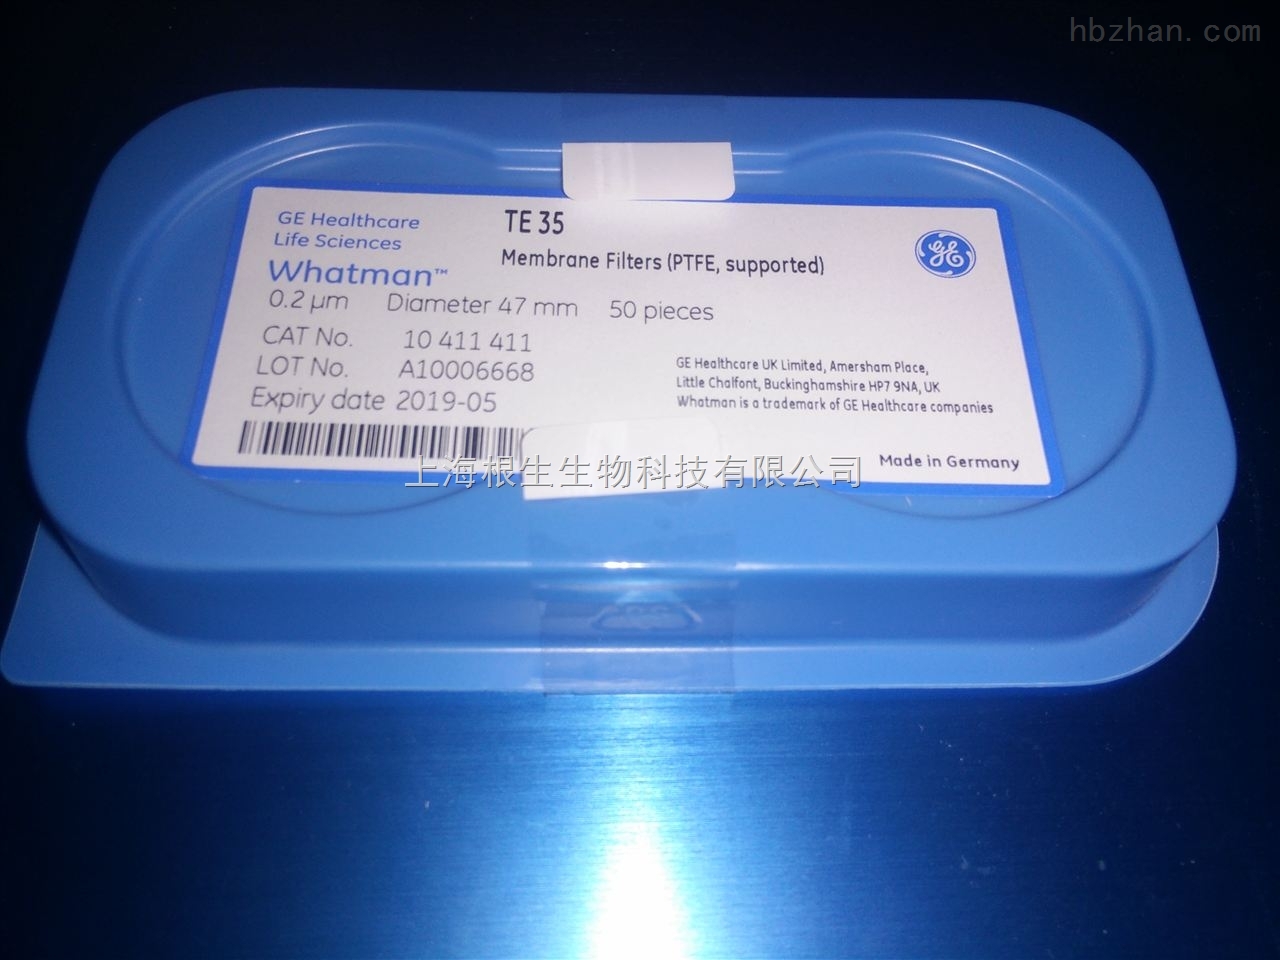 hbzhan.com
GE Healthcare
Life Sciences
Whatman™
TE 35
Membrane Filters (PTFE, supported)
GE
0.2 µm Diameter 47 mm 50 pieces
CAT No. 10 411 411
LOT No. A10006668
Expiry date 2019-05
GE Healthcare UK Limited, Amersham Place,
Little Chalfont, Buckinghamshire HP7 9NA, UK
Whatman is a trademark of GE Healthcare companies
Made in Germany
上海根生生物科技有限公司